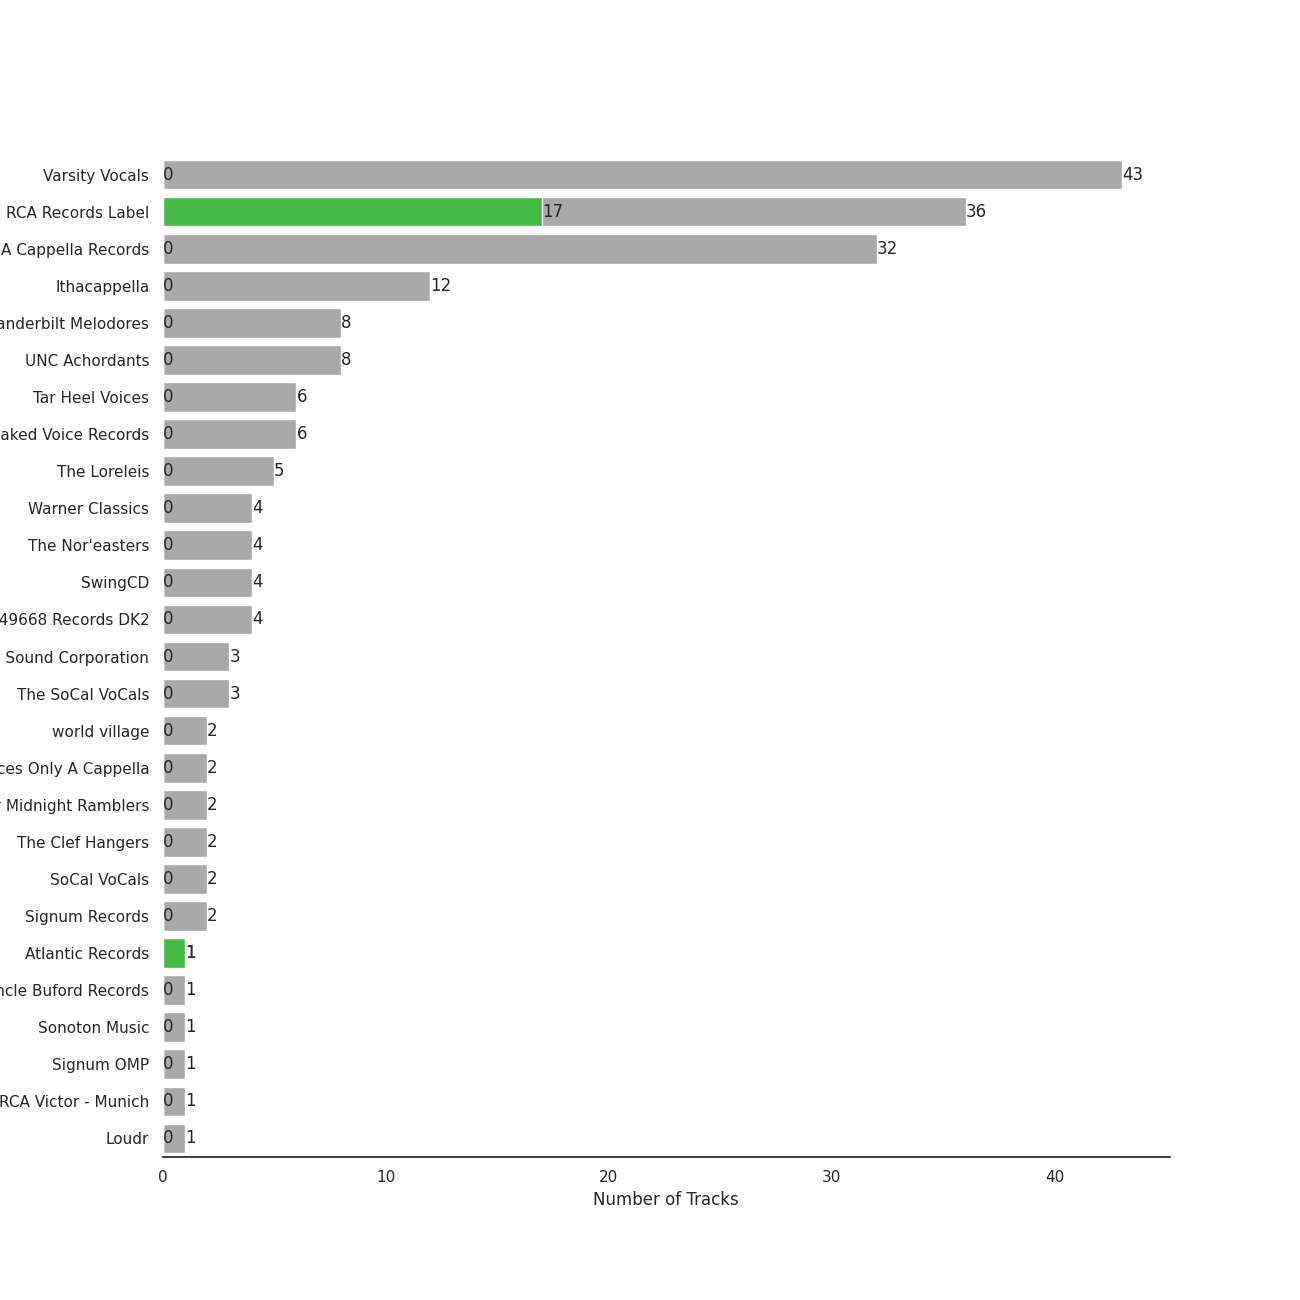 Varsity Vocals 0 43
RCA Records Label 17 36
A Cappella Records 0 32
Ithacappella 0 12
Melodores 0 8
UNC Achordants 0 8
Tar Heel Voices 0 6
Voice Records 0 6
The Loreleis 0 5
Warner Classics 0 4
The Nor'easters 0 4
SwingCD 0 4
49668 Records DK2 0 4
Sound Corporation 0 3
The SoCal VoCals 0 3
world village 0 2
Only A Cappella 0 2
Midnight Ramblers 0 2
The Clef Hangers 0 2
SoCal VoCals 0 2
Signum Records 0 2
Atlantic Records 1
Buford Records 0 1
Sonoton Music 0 1
Signum OMP 0 1
RCA Victor - Munich 0 1
Loudr 0 1
0 10 20 30 40
Number of Tracks